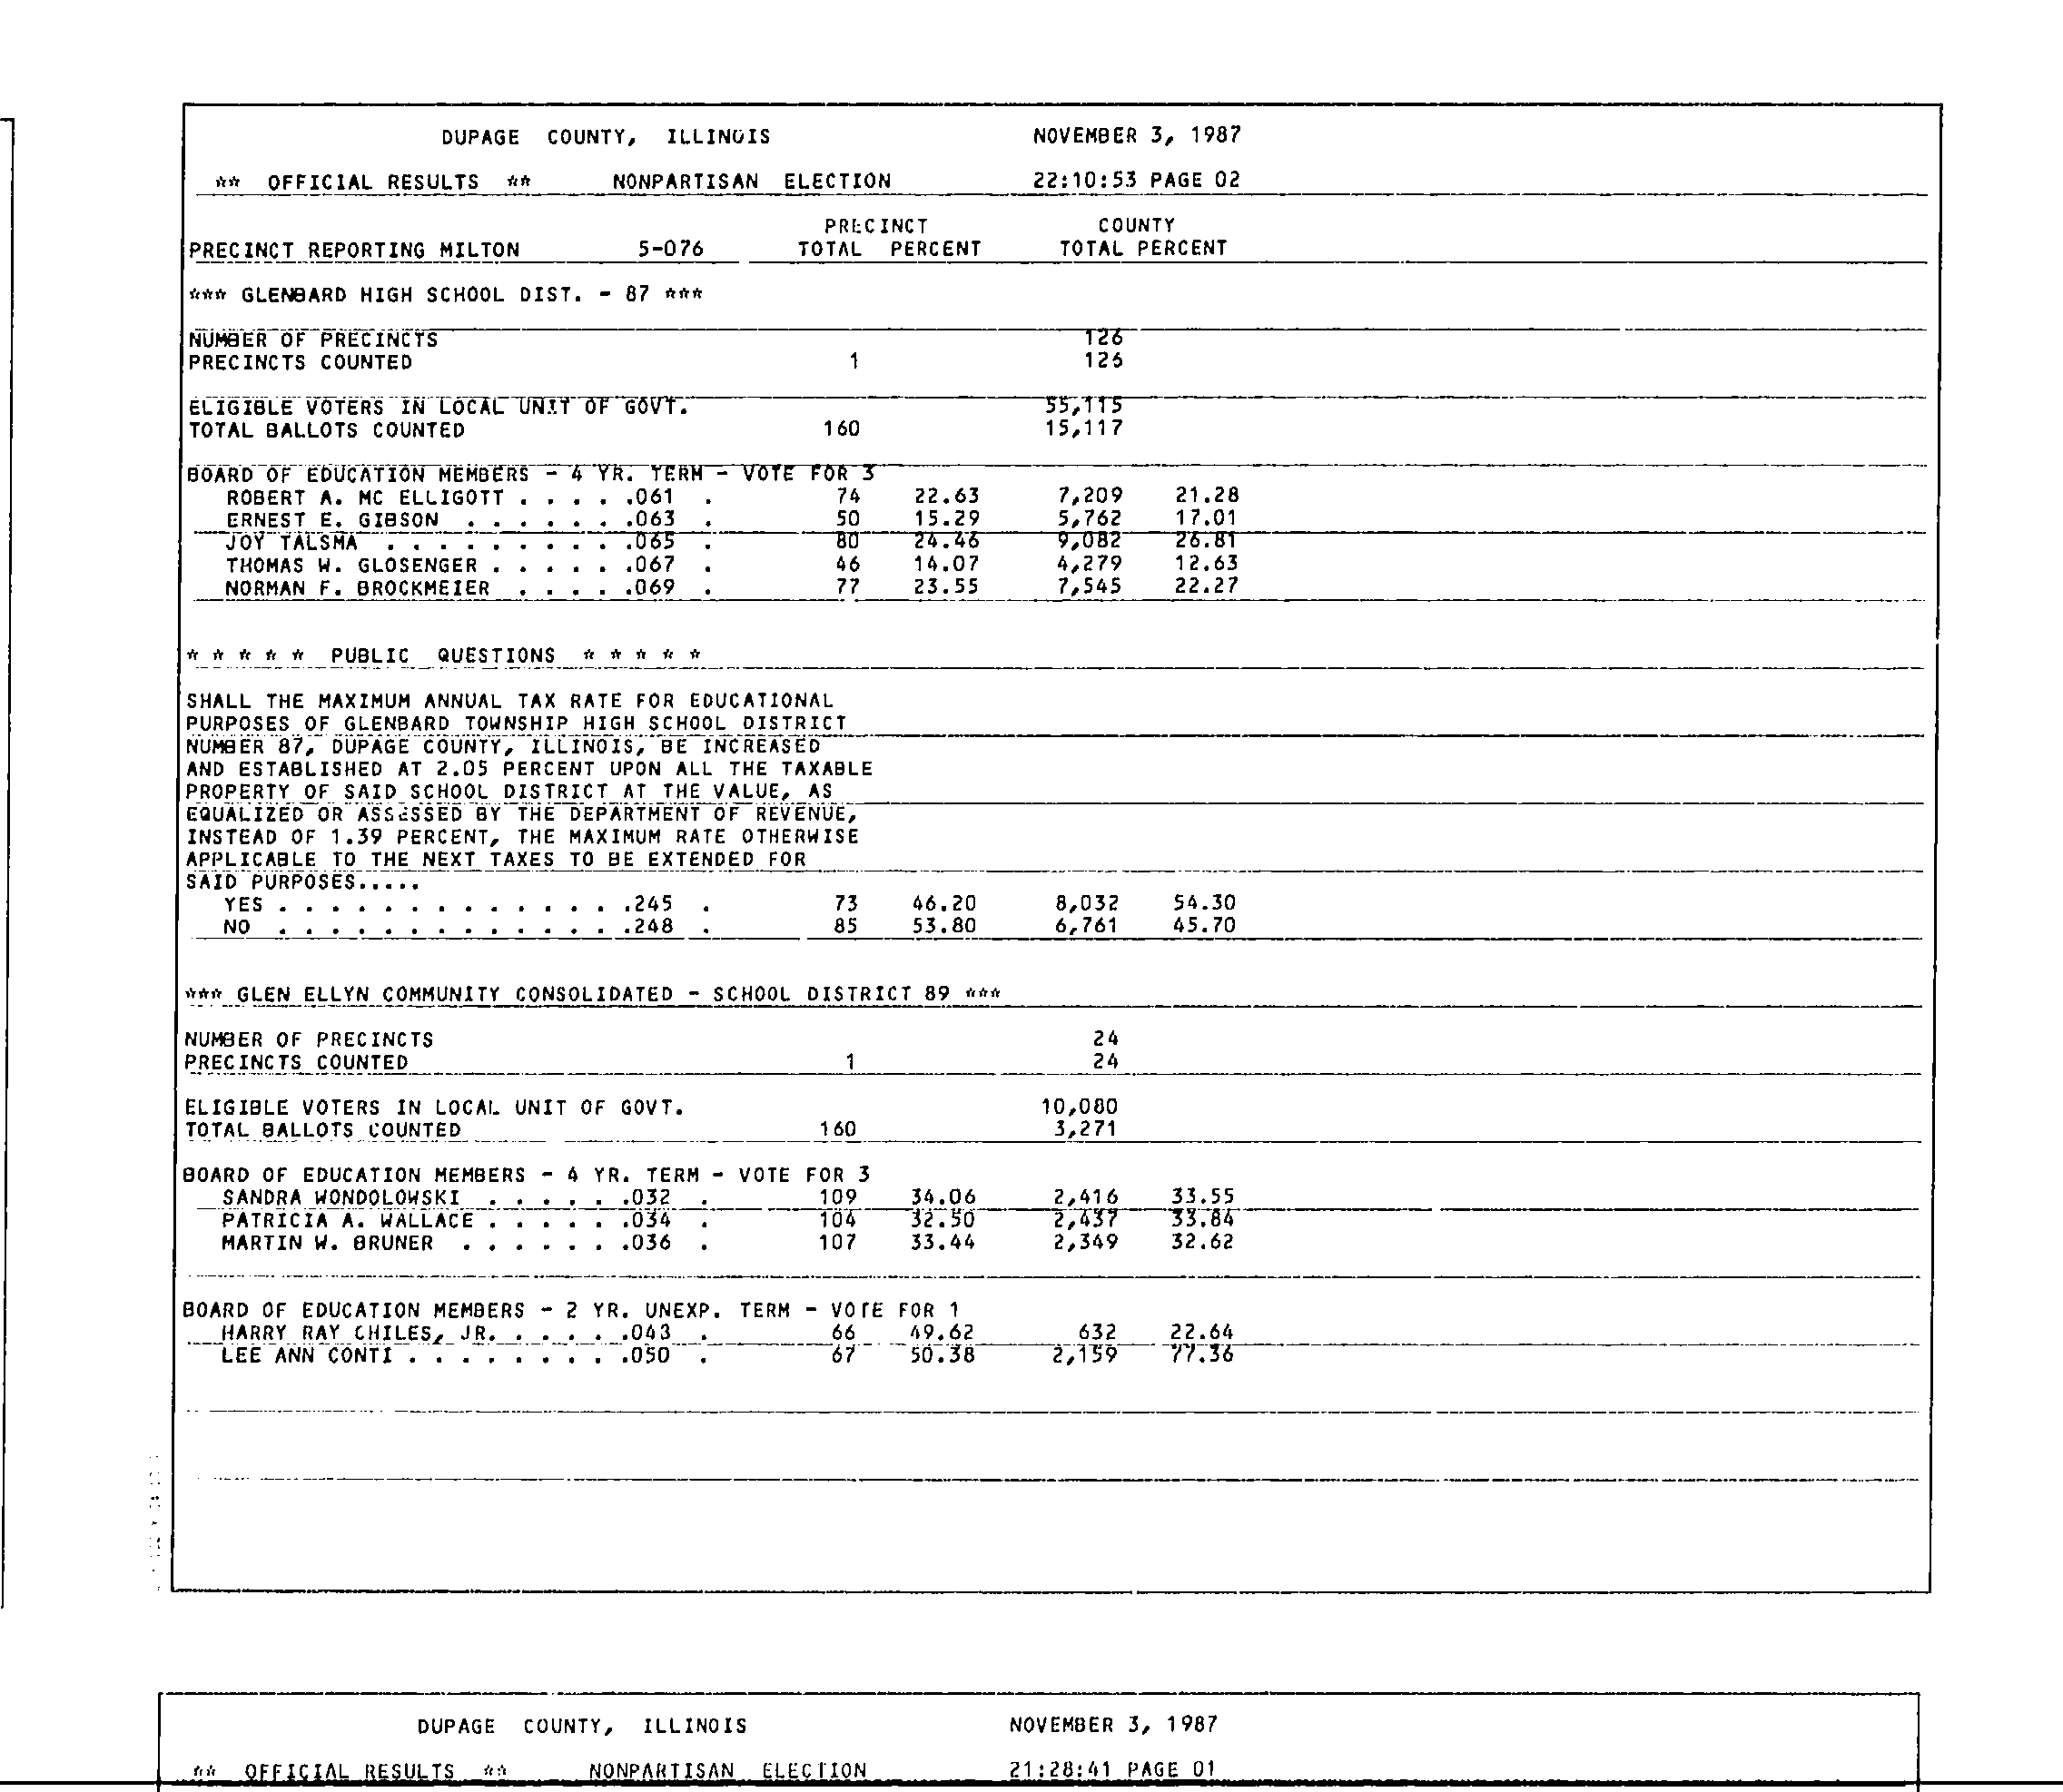 DUPAGE COUNTY, ILLINOIS NOVEMBER 3, 1987
** OFFICIAL RESULTS ** NONPARTISAN ELECTION 22:10:53 PAGE 02
PRECINCT COUNTY
PRECINCT REPORTING MILTON 5-076 TOTAL PERCENT TOTAL PERCENT
*** GLENBARD HIGH SCHOOL DIST. - 87 ***
NUMBER OF PRECINCTS 126
PRECINCTS COUNTED 1 126
ELIGIBLE VOTERS IN LOCAL UNIT OF GOVT. 55,115
TOTAL BALLOTS COUNTED 160 15,117
BOARD OF EDUCATION MEMBERS - 4 YR. TERM - VOTE FOR 3
ROBERT A. MC ELLIGOTT . . . . .061 . 74 22.63 7,209 21.28
ERNEST E. GIBSON . . . . . . .063 . 50 15.29 5,762 17.01
JOY TALSMA . . . . . . . . . .065 . 80 24.46 9,082 26.81
THOMAS W. GLOSENGER . . . . . .067 . 46 14.07 4,279 12.63
NORMAN F. BROCKMEIER . . . . .069 . 77 23.55 7,545 22.27
* * * * * PUBLIC QUESTIONS * * * * *
SHALL THE MAXIMUM ANNUAL TAX RATE FOR EDUCATIONAL
PURPOSES OF GLENBARD TOWNSHIP HIGH SCHOOL DISTRICT
NUMBER 87, DUPAGE COUNTY, ILLINOIS, BE INCREASED
AND ESTABLISHED AT 2.05 PERCENT UPON ALL THE TAXABLE
PROPERTY OF SAID SCHOOL DISTRICT AT THE VALUE, AS
EQUALIZED OR ASSESSED BY THE DEPARTMENT OF REVENUE,
INSTEAD OF 1.39 PERCENT, THE MAXIMUM RATE OTHERWISE
APPLICABLE TO THE NEXT TAXES TO BE EXTENDED FOR
SAID PURPOSES.....
YES . . . . . . . . . . . . . .245 . 73 46.20 8,032 54.30
NO . . . . . . . . . . . . . .248 . 85 53.80 6,761 45.70
*** GLEN ELLYN COMMUNITY CONSOLIDATED - SCHOOL DISTRICT 89 ***
NUMBER OF PRECINCTS 24
PRECINCTS COUNTED 1 24
ELIGIBLE VOTERS IN LOCAL UNIT OF GOVT. 10,080
TOTAL BALLOTS COUNTED 160 3,271
BOARD OF EDUCATION MEMBERS - 4 YR. TERM - VOTE FOR 3
SANDRA WONDOLOWSKI . . . . . .032 . 109 34.06 2,416 33.55
PATRICIA A. WALLACE . . . . . .034 . 104 32.50 2,437 33.84
MARTIN W. BRUNER . . . . . . .036 . 107 33.44 2,349 32.62
BOARD OF EDUCATION MEMBERS - 2 YR. UNEXP. TERM - VOTE FOR 1
HARRY RAY CHILES, JR. . . . . .043 . 66 49.62 632 22.64
LEE ANN CONTI . . . . . . . . .050 . 67 50.38 2,159 77.36
DUPAGE COUNTY, ILLINOIS NOVEMBER 3, 1987
** OFFICIAL RESULTS ** NONPARTISAN ELECTION 21:28:41 PAGE 01